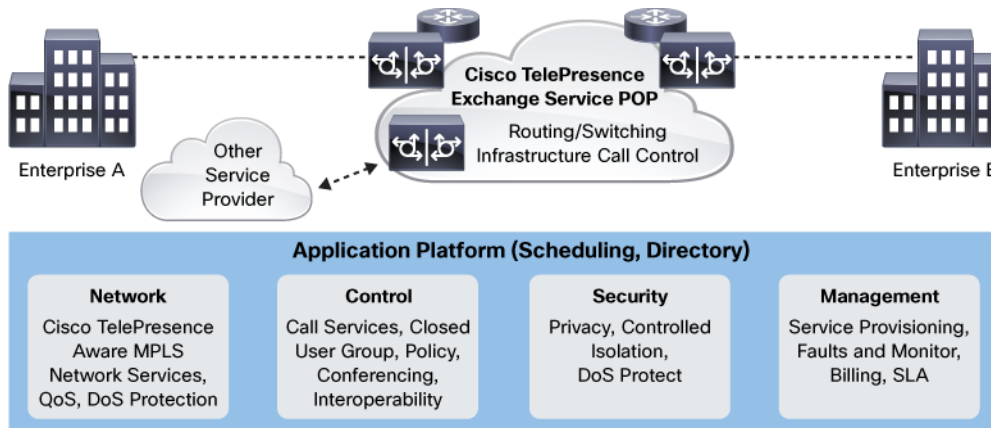 Cisco TelePresence
Exchange Service POP
Routing/Switching
Infrastructure Call Control
Enterprise A
Other
Service
Provider
Enterprise
Application Platform (Scheduling, Directory)
Network
Cisco TelePresence
Aware MPLS
Network Services,
QoS, DoS Protection
Control
Call Services, Closed
User Group, Policy,
Conferencing,
Interoperability
Security
Privacy, Controlled
Isolation,
DoS Protect
Management
Service Provisioning,
Faults and Monitor,
Billing, SLA